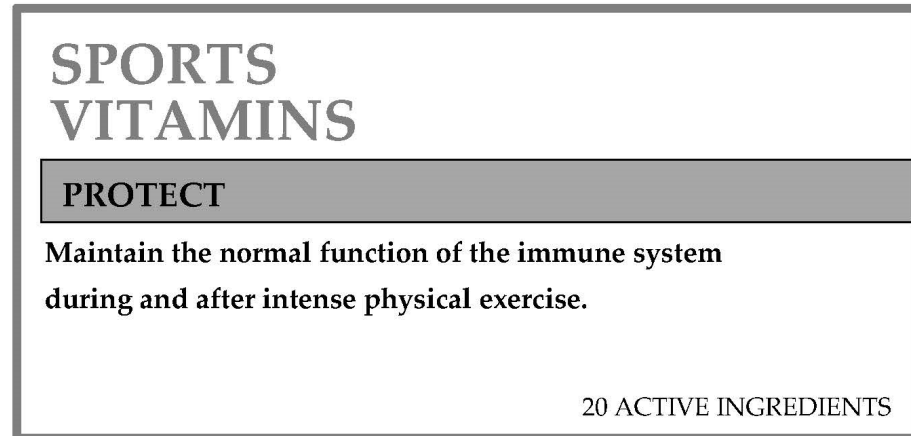 SPORTS
VITAMINS
PROTECT
Maintain the normal function of the immune system
during and after intense physical exercise.
20 ACTIVE INGREDIENTS